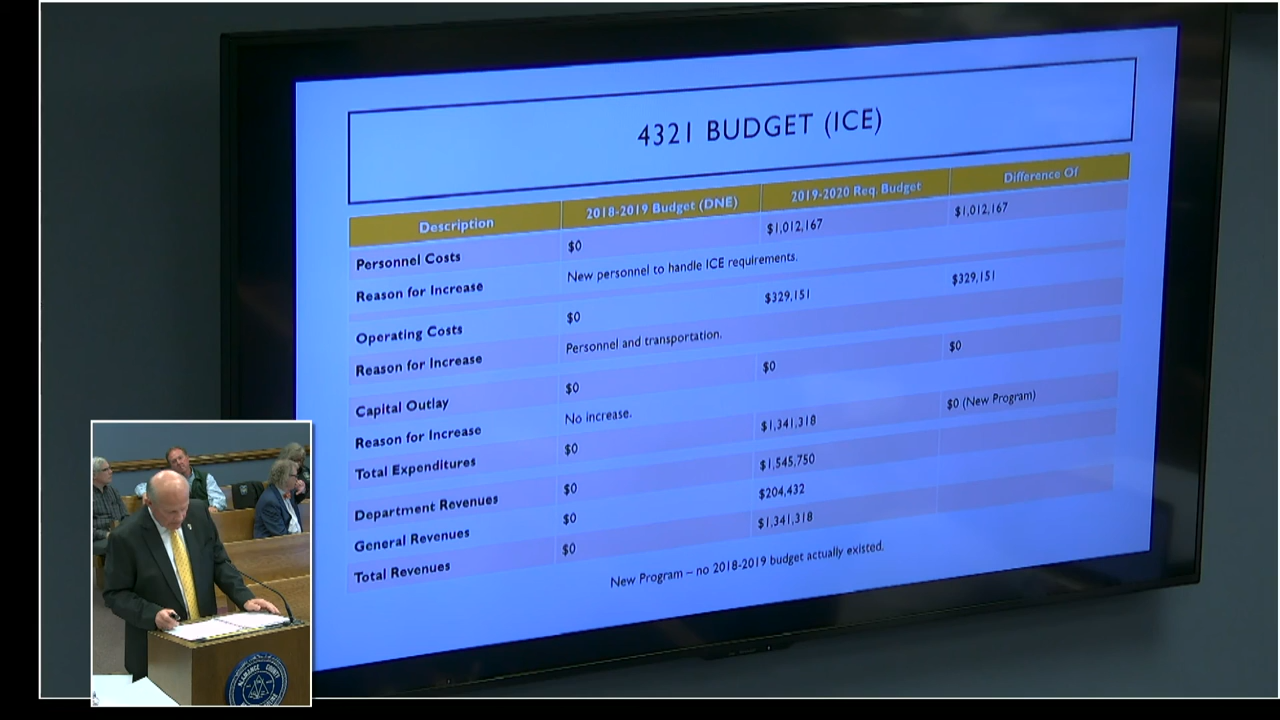 4321 BUDGET (ICE)
Description 2018-2019 Budget (DNE) 2019-2020 Req. Budget Difference Of
Personnel Costs $0 $1,012,167 $1,012,167
Reason for Increase New personnel to handle ICE requirements.
Operating Costs $0 $329,151 $329,151
Reason for Increase Personnel and transportation.
Capital Outlay $0 $0 $0
Reason for Increase No increase.
Total Expenditures $0 $1,341,318 $0 (New Program)
Department Revenues $0 $1,545,750
General Revenues $0 $204,432
Total Revenues $0 $1,341,318
New Program – no 2018-2019 budget actually existed.
ALAMANCE COUNTY